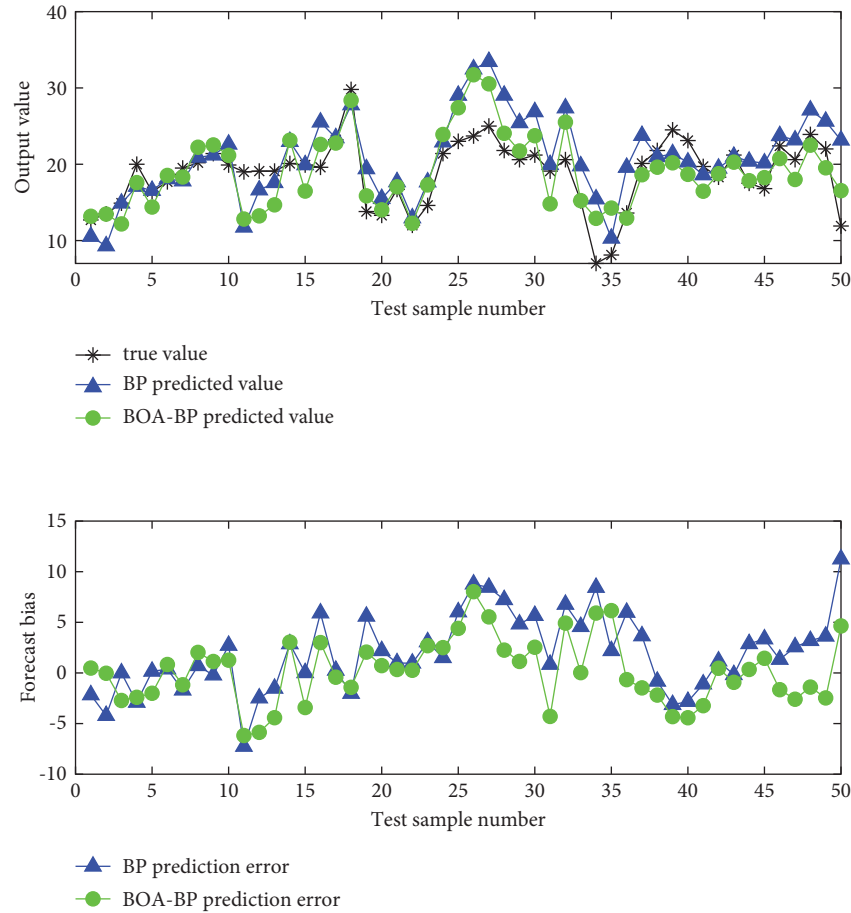 40
30
20
10
Output value
0 5 10 15 20 25 30 35 40 45 50
Test sample number
true value
BP predicted value
BOA-BP predicted value
15
10
5
0
-5
-10
Forecast bias
0 5 10 15 20 25 30 35 40 45 50
Test sample number
BP prediction error
BOA-BP prediction error